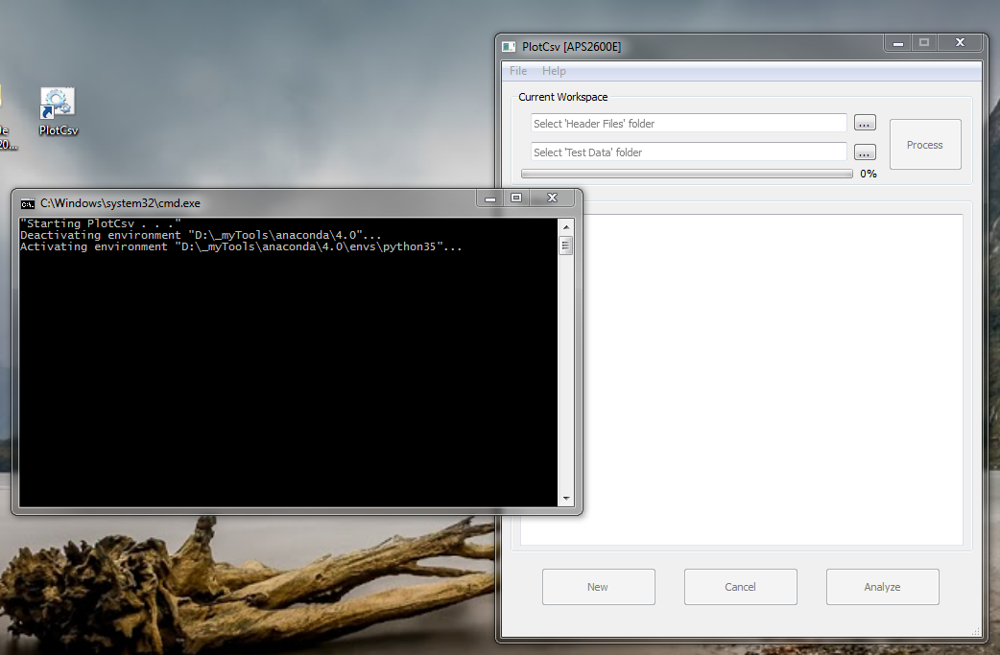 PlotCsv
PlotCsv [APS2600E]
File Help
Current Workspace
Select 'Header Files' folder
...
Process
Select 'Test Data' folder
...
0%
C:\Windows\system32\cmd.exe
"Starting PlotCsv . . ."
Deactivating environment "D:\_myTools\anaconda\4.0"...
Activating environment "D:\_myTools\anaconda\4.0\envs\python35"...
New
Cancel
Analyze